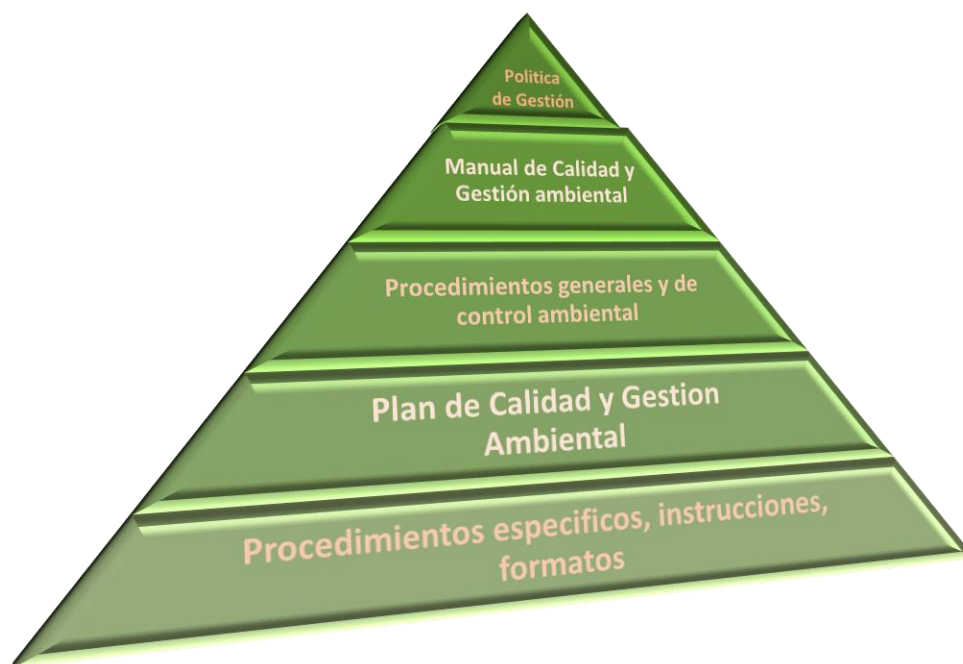 Politica
de Gestión
Manual de Calidad y
Gestión ambiental
Procedimientos generales y de
control ambiental
Plan de Calidad y Gestion
Ambiental
Procedimientos especificos, instrucciones,
formatos